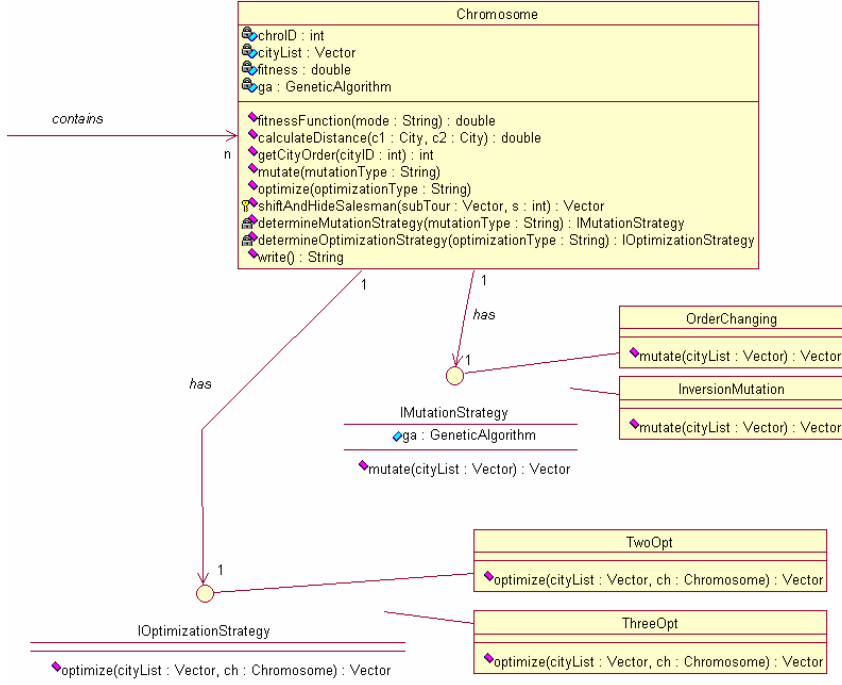 Chromosome
chroID : int
cityList : Vector
fitness : double
ga : GeneticAlgorithm
fitnessFunction(mode : String) : double
calculateDistance(c1 : City, c2 : City) : double
getCityOrder(cityID : int) : int
mutate(mutationType : String)
optimize(optimizationType : String)
shiftAndHideSalesman(subTour : Vector, s : int) : Vector
determineMutationStrategy(mutationType : String) : IMutationStrategy
determineOptimizationStrategy(optimizationType : String) : IOptimizationStrategy
write() : String
contains
n
1
1
has
has
1
OrderChanging
mutate(cityList : Vector) : Vector
InversionMutation
mutate(cityList : Vector) : Vector
IMutationStrategy
ga : GeneticAlgorithm
mutate(cityList : Vector) : Vector
1
TwoOpt
optimize(cityList : Vector, ch : Chromosome) : Vector
ThreeOpt
optimize(cityList : Vector, ch : Chromosome) : Vector
IOptimizationStrategy
optimize(cityList : Vector, ch : Chromosome) : Vector